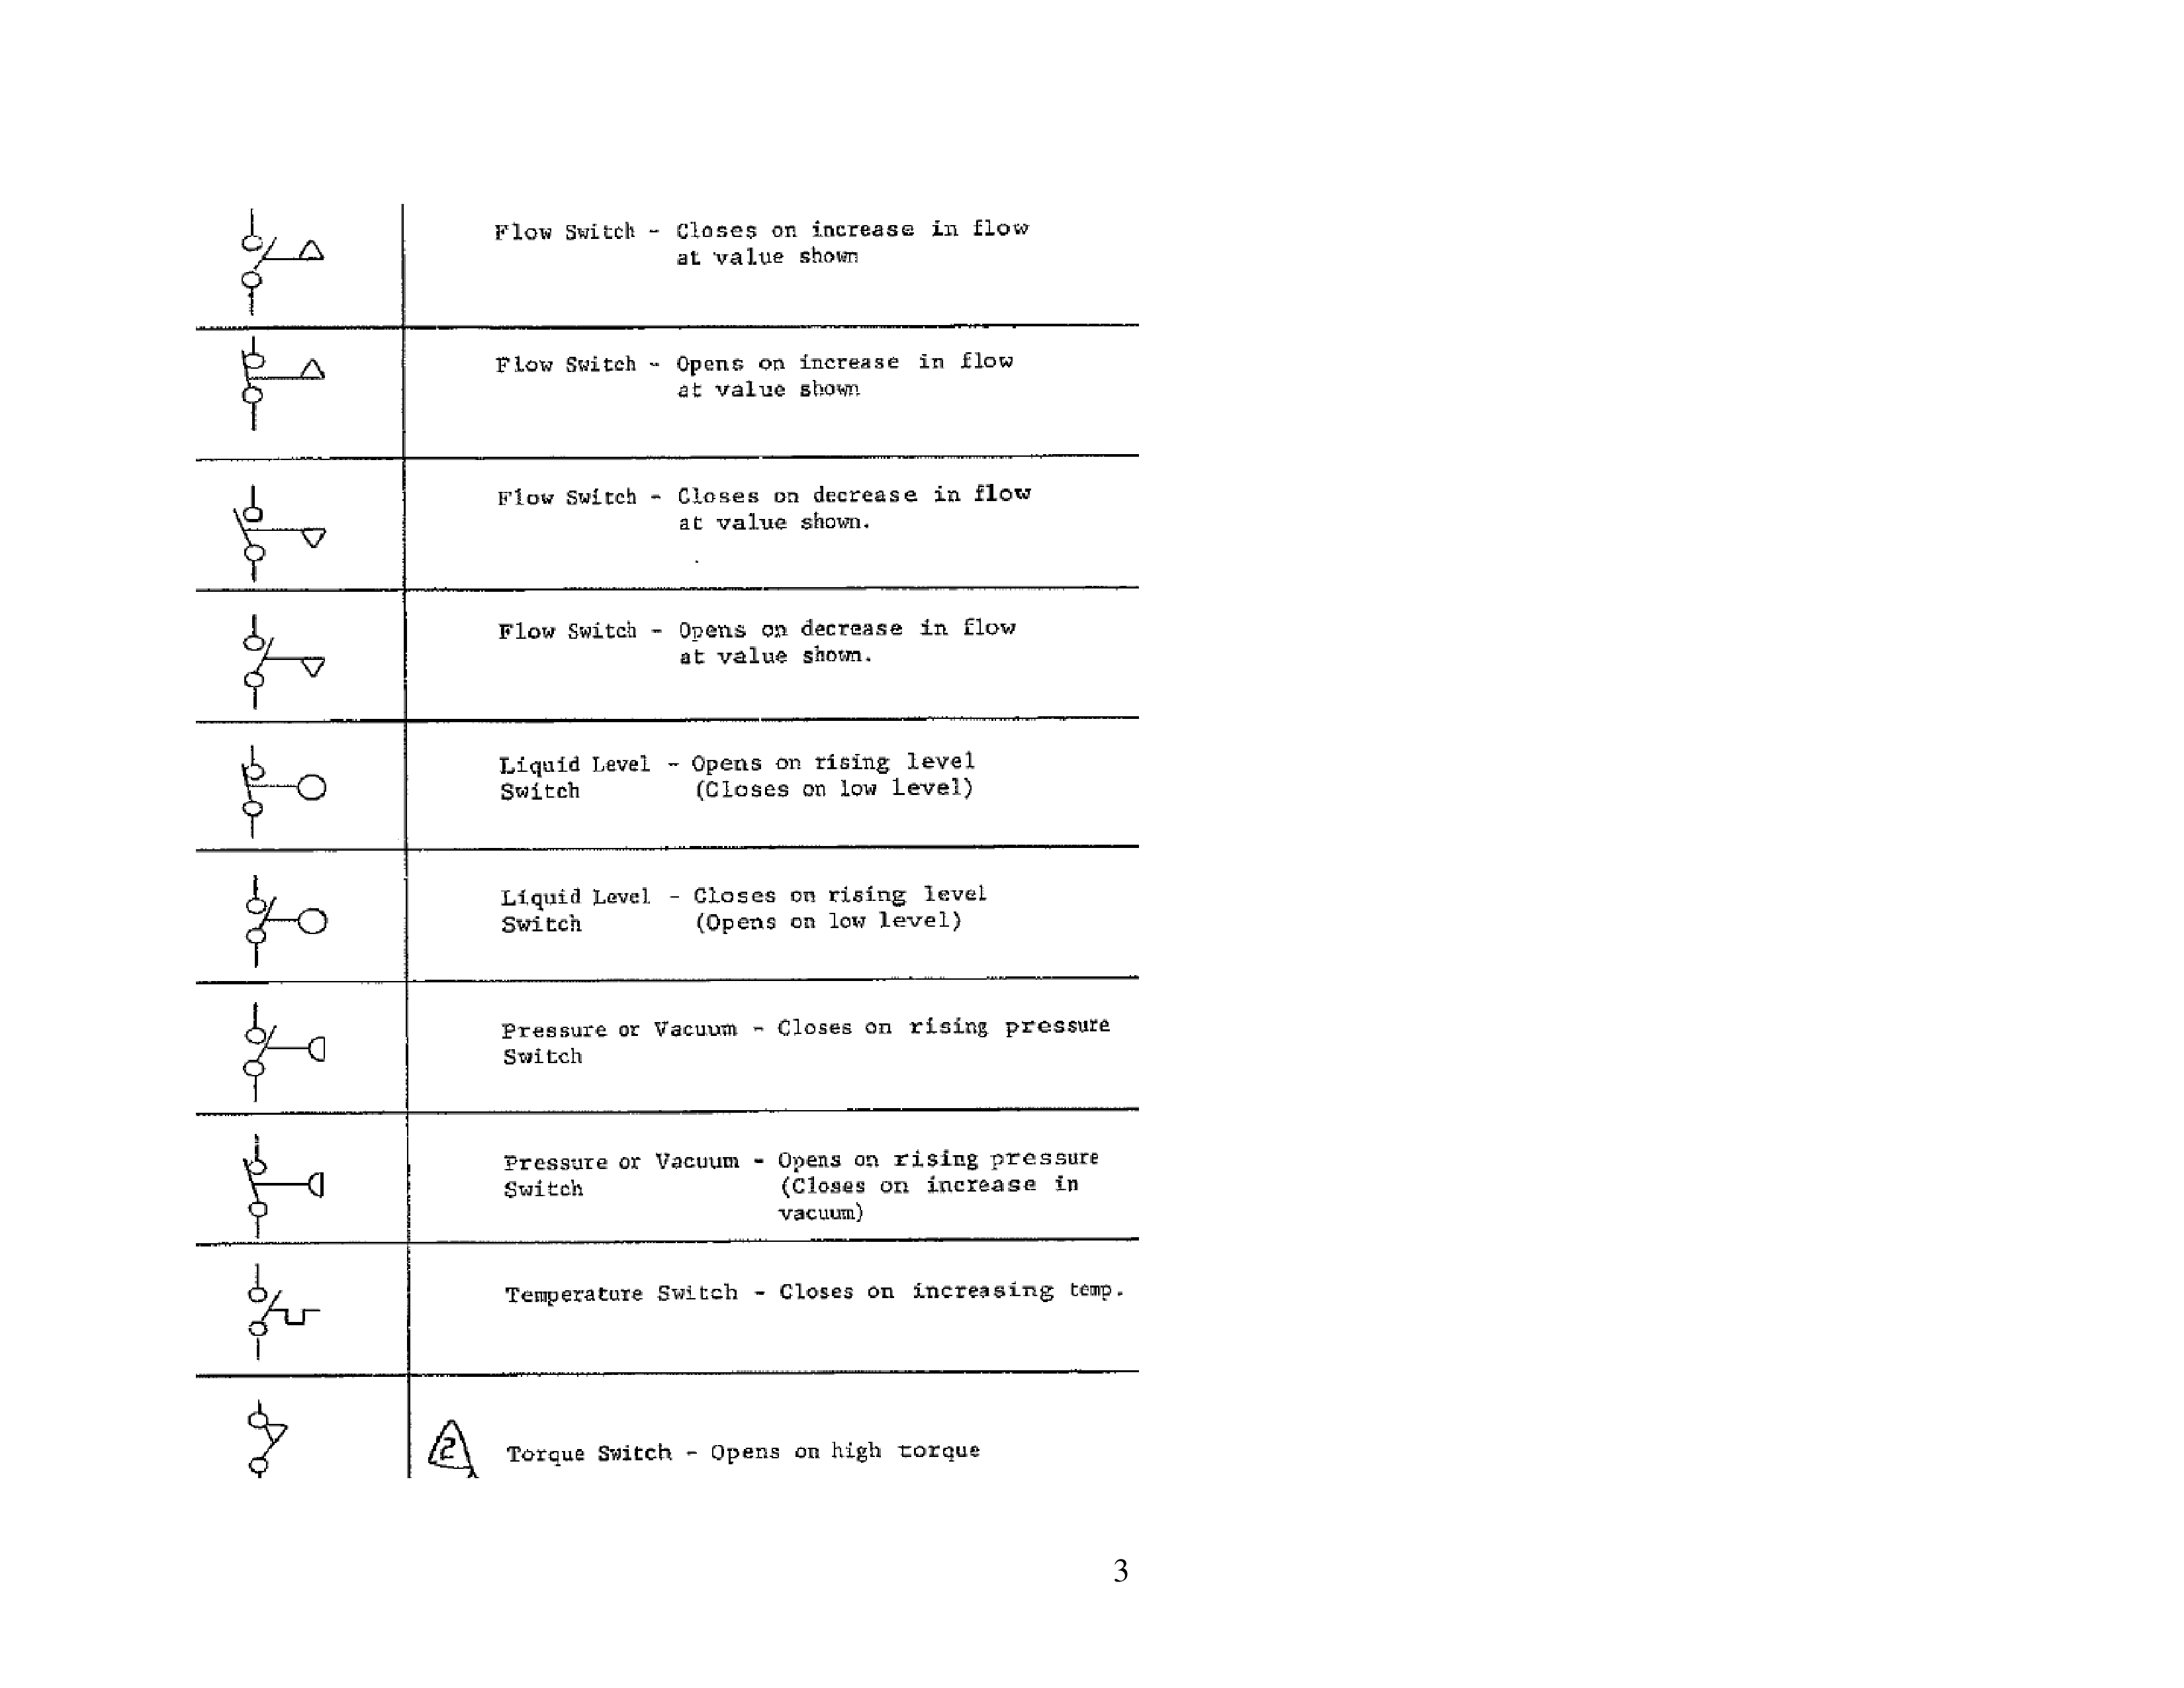 Flow Switch - Closes on increase in flow
at value shown
Flow Switch - Opens on increase in flow
at value shown
Flow Switch - Closes on decrease in flow
at value shown.
Flow Switch - Opens on decrease in flow
at value shown.
Liquid Level - Opens on rising level
Switch (Closes on low level)
Liquid Level - Closes on rising level
Switch (Opens on low level)
Pressure or Vacuum - Closes on rising pressure
Switch
Pressure or Vacuum - Opens on rising pressure
Switch (Closes on increase in
vacuum)
Temperature Switch - Closes on increasing temp.
2 Torque Switch - Opens on high torque
3